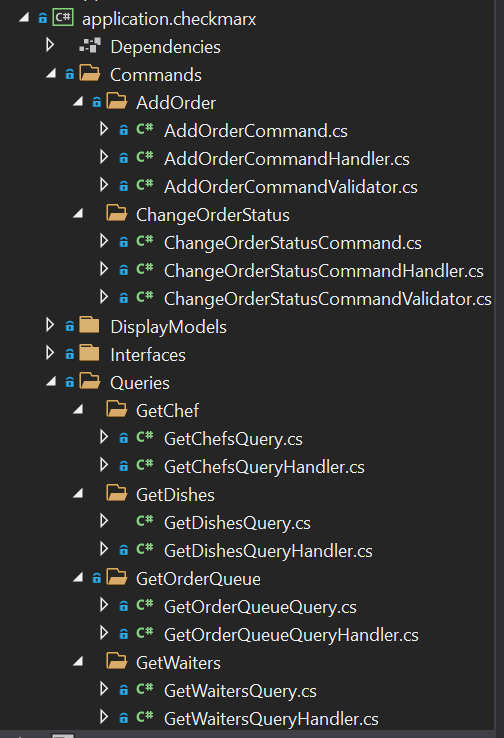 C# application.checkmarx
Dependencies
Commands
AddOrder
C# AddOrderCommand.cs
C# AddOrderCommandHandler.cs
C# AddOrderCommandValidator.cs
ChangeOrderStatus
C# ChangeOrderStatusCommand.cs
C# ChangeOrderStatusCommandHandler.cs
C# ChangeOrderStatusCommandValidator.cs
DisplayModels
Interfaces
Queries
GetChef
C# GetChefsQuery.cs
C# GetChefsQueryHandler.cs
GetDishes
C# GetDishesQuery.cs
C# GetDishesQueryHandler.cs
GetOrderQueue
C# GetOrderQueueQuery.cs
C# GetOrderQueueQueryHandler.cs
GetWaiters
C# GetWaitersQuery.cs
C# GetWaitersQueryHandler.cs